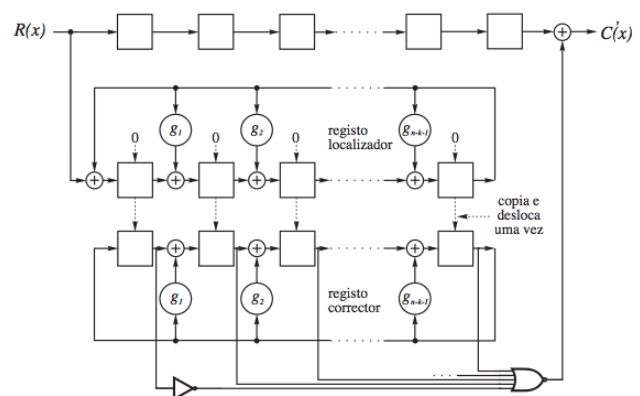 R(x)
C'(x)
g1
g2
registo
localizador
gn-k-1
0
0
0
0
copia e
desloca
uma vez
g1
g2
registo
corrector
gn-k-1